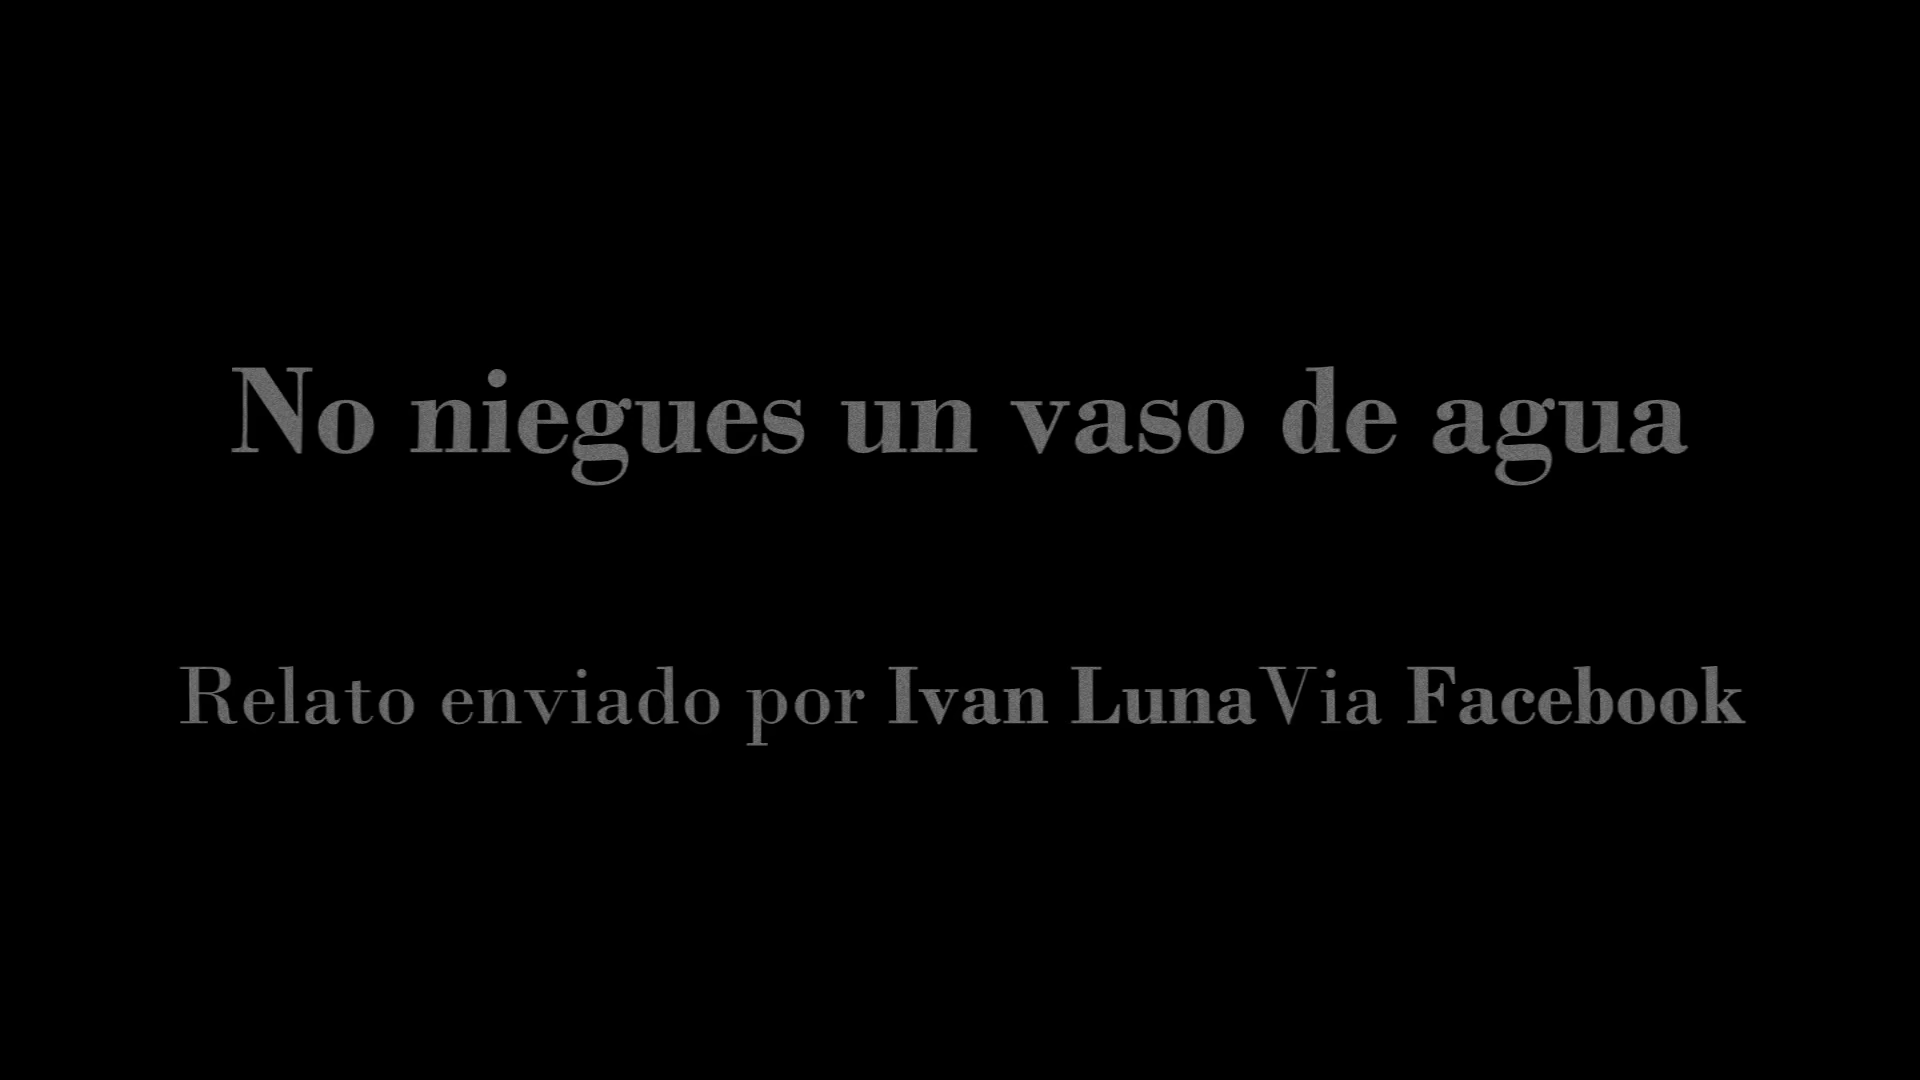 No niegues un vaso de agua
Relato enviado por Ivan LunaVia Facebook